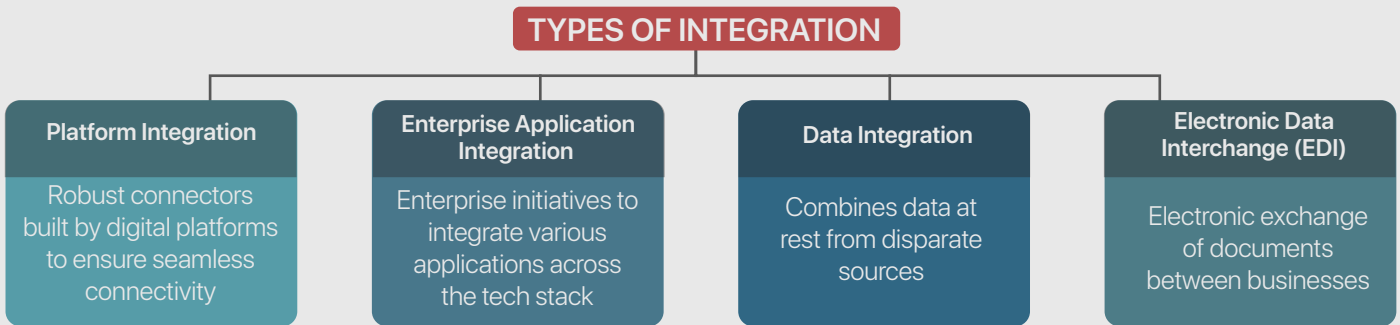 TYPES OF INTEGRATION
Platform Integration
Robust connectors
built by digital platforms
to ensure seamless
connectivity
Enterprise Application
Integration
Enterprise initiatives to
integrate various
applications across
the tech stack
Data Integration
Combines data at
rest from disparate
sources
Electronic Data
Interchange (EDI)
Electronic exchange
of documents
between businesses